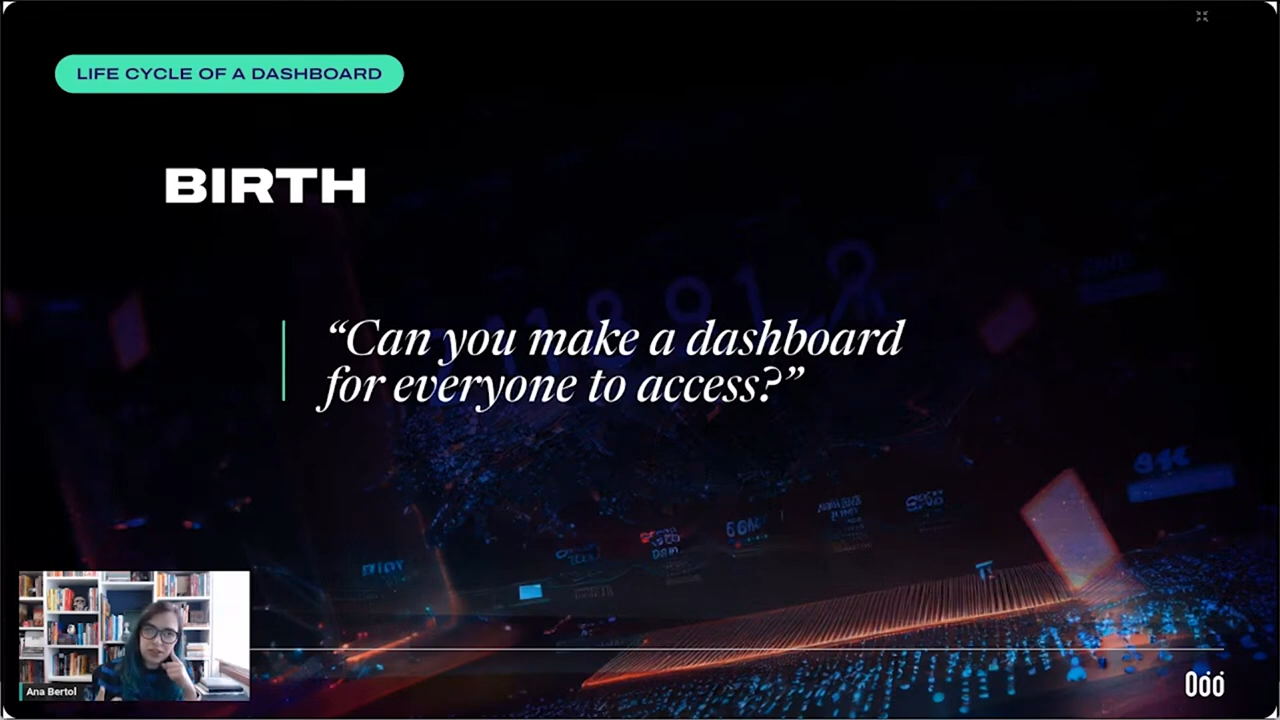 LIFE CYCLE OF A DASHBOARD
BIRTH
“Can you make a dashboard
for everyone to access?”
Ana Bertol